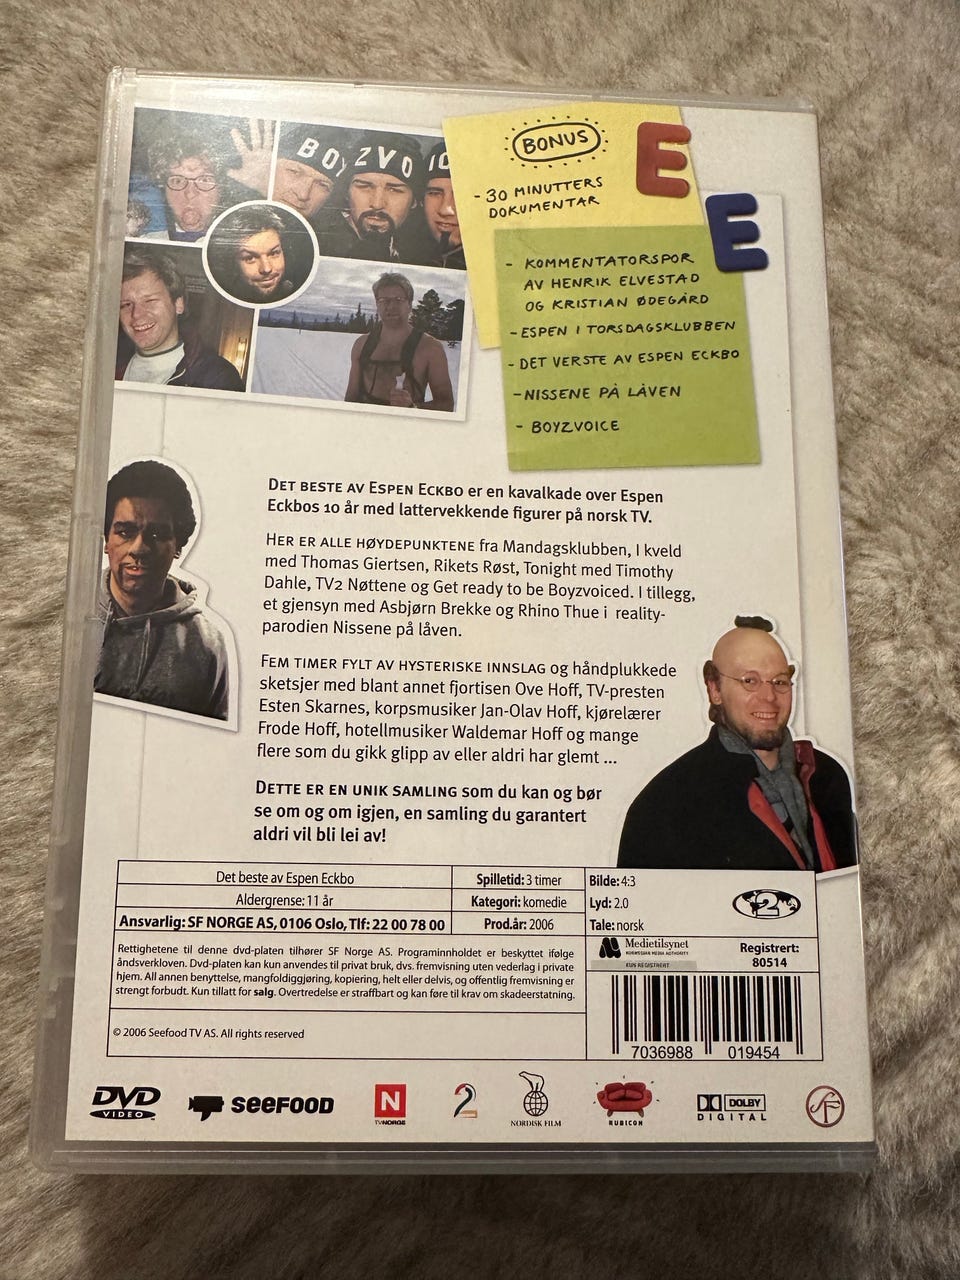 BOYZVOIC
BONUS
- 30 MINUTTERS
DOKUMENTAR
E
E
- KOMMENTATORSPOR
AV HENRIK ELVESTAD
OG KRISTIAN ØDEGÅRD
- ESPEN I TORSDAGSKLUBBEN
- DET VERSTE AV ESPEN ECKBO
- NISSENE PÅ LÅVEN
- BOYZVOICE
DET BESTE AV ESPEN ECKBO er en kavalkade over Espen
Eckbos 10 år med lattervekkende figurer på norsk TV.
HER ER ALLE HØYDEPUNKTENE fra Mandagsklubben, I kveld
med Thomas Giertsen, Rikets Røst, Tonight med Timothy
Dahle, TV2 Nøttene og Get ready to be Boyzvoiced. I tillegg,
et gjensyn med Asbjørn Brekke og Rhino Thue i reality-
parodien Nissene på låven.
FEM TIMER FYLT AV HYSTERISKE INNSLAG og håndplukkede
sketsjer med blant annet fjortisen Ove Hoff, TV-presten
Esten Skarnes, korpsmusiker Jan-Olav Hoff, kjørelærer
Frode Hoff, hotellmusiker Waldemar Hoff og mange
flere som du gikk glipp av eller aldri har glemt ...
DETTE ER EN UNIK SAMLING som du kan og bør
se om og om igjen, en samling du garantert
aldri vil bli lei av!
Det beste av Espen Eckbo
Aldergrense: 11 år
Ansvarlig: SF NORGE AS, 0106 Oslo, Tlf: 22 00 78 00
Spilletid: 3 timer
Kategori: komedie
Prod.år: 2006
Bilde: 4:3
Lyd: 2.0
Tale: norsk
2
Rettighetene til denne dvd-platen tilhører SF Norge AS. Programinnholdet er beskyttet ifølge
åndsverkloven. Dvd-platen kan kun anvendes til privat bruk, dvs. fremvisning uten vederlag i private
hjem. All annen benyttelse, mangfoldiggjøring, kopiering, helt eller delvis, og offentlig fremvisning er
strengt forbudt. Kun tillatt for salg. Overtredelse er straffbart og kan føre til krav om skadeerstatning.
Medietilsynet
NORWEGIAN MEDIA AUTHORITY
KUN REGISTRERT
Registrert:
80514
7036988 019454
© 2006 Seefood TV AS. All rights reserved
DVD
VIDEO
SEEFOOD
N
TVNORGE
2
NORDISK FILM
RUBICON
DOLBY
DIGITAL
SF